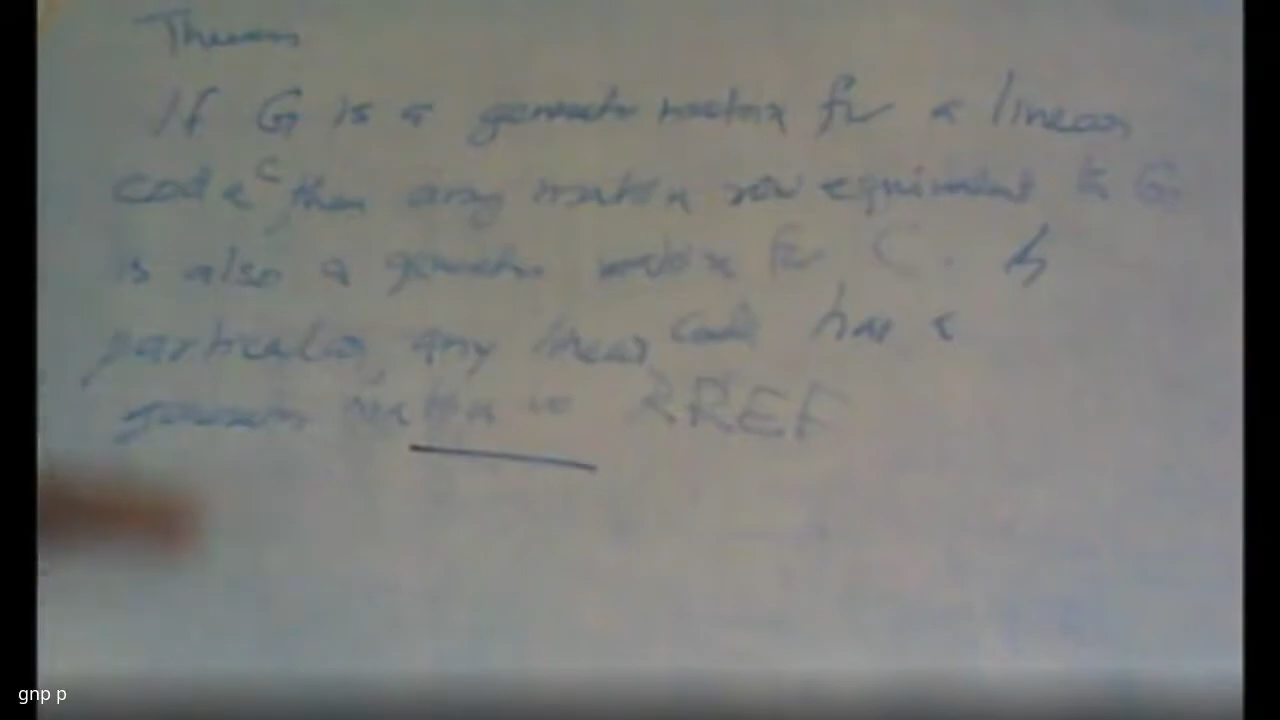 Theorem
If G is a generator matrix for a linear
code C, then any matrix row equivalent to G
is also a generator matrix for C. In
particular, any linear code has a
generator matrix in RREF
gnp p